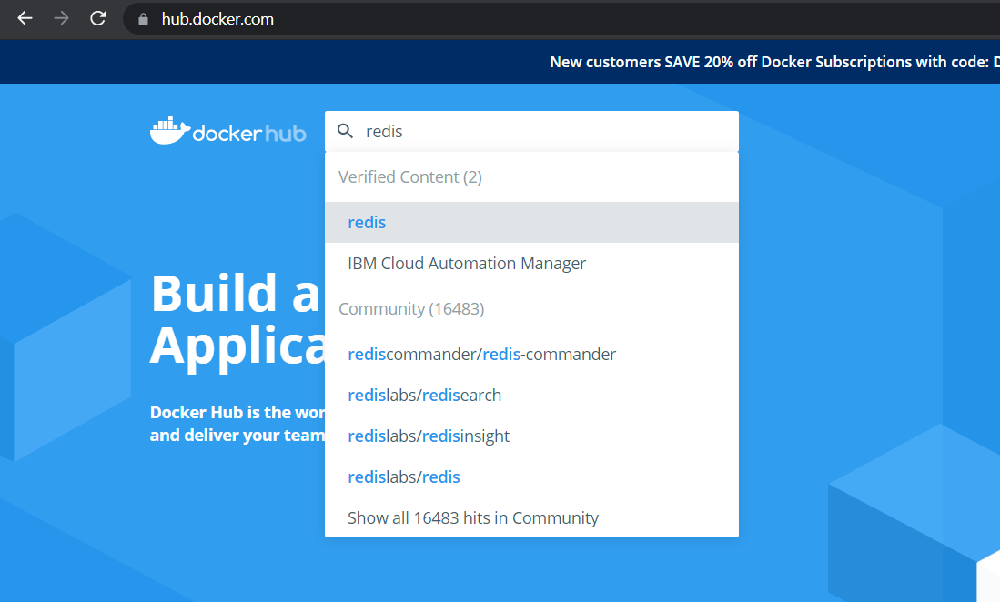 hub.docker.com
New customers SAVE 20% off Docker Subscriptions with code: D
docker hub
redis
Verified Content (2)
redis
IBM Cloud Automation Manager
Community (16483)
rediscommander/redis-commander
redislabs/redisearch
redislabs/redisinsight
redislabs/redis
Show all 16483 hits in Community
Build a
Applica
Docker Hub is the wor
and deliver your team